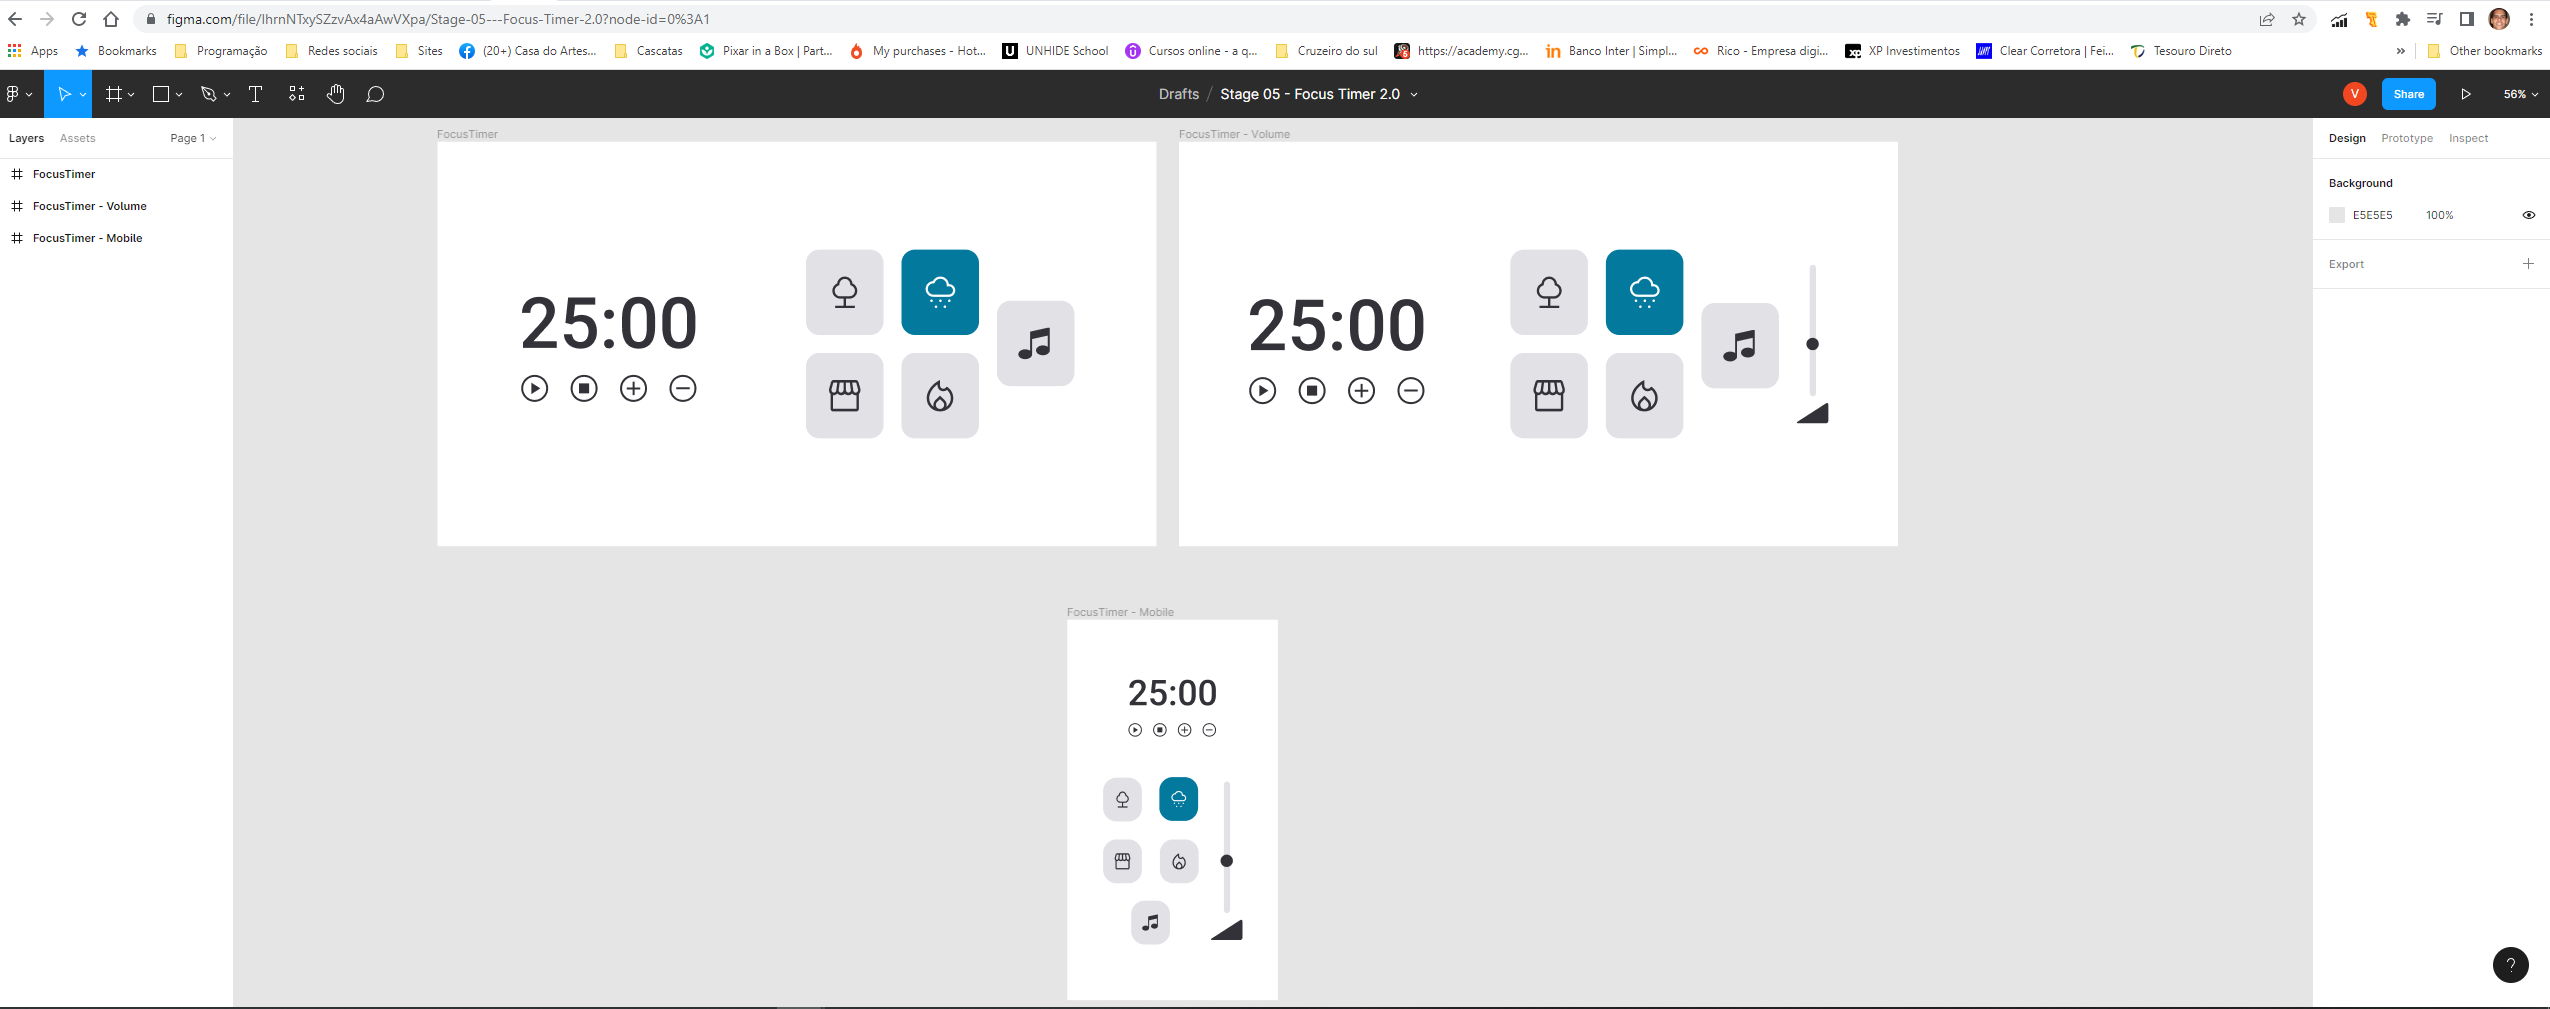 figma.com/file/IhrnNTxySZzvAx4aAwVXpa/Stage-05---Focus-Timer-2.0?node-id=0%3A1
Apps Bookmarks Programação Redes sociais Sites (20+) Casa do Artes... Cascatas Pixar in a Box | Part... My purchases - Hot... UNHIDE School Cursos online - a q... Cruzeiro do sul https://academy.cg... Banco Inter | Simpl... Rico - Empresa digi... XP Investimentos Clear Corretora | Fei... Tesouro Direto » Other bookmarks
Drafts / Stage 05 - Focus Timer 2.0 V Share 56%
Layers Assets Page 1
FocusTimer
FocusTimer - Volume
FocusTimer - Mobile
FocusTimer
25:00
FocusTimer - Volume
25:00
FocusTimer - Mobile
25:00
Design Prototype Inspect
Background
E5E5E5 100%
Export
?